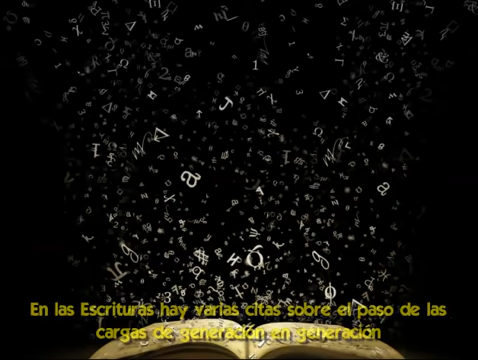 En las Escrituras hay varias citas sobre el paso de las
cargas de generación en generación